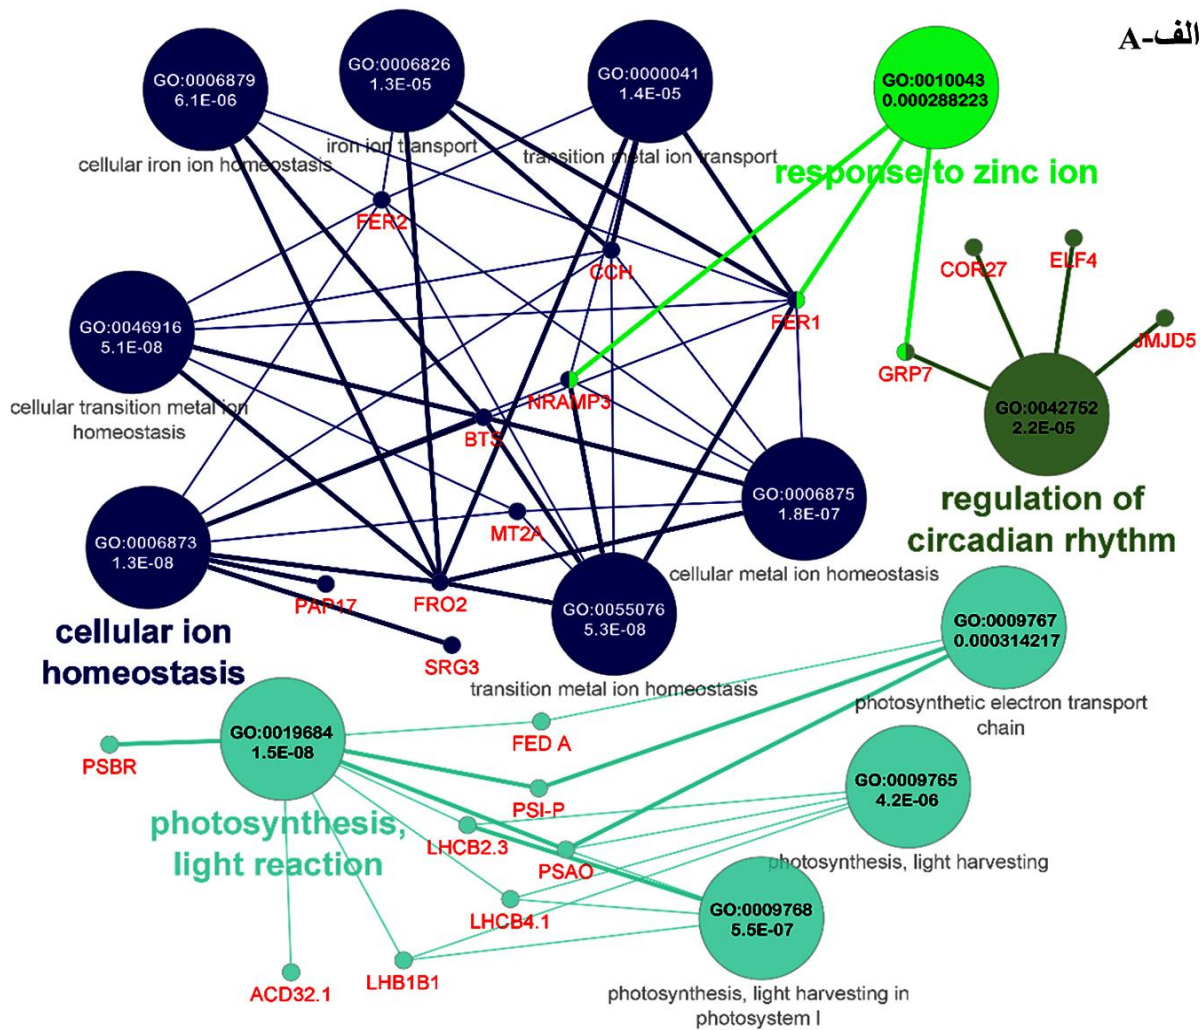 الف-A
GO:0006879
6.1E-06
cellular iron ion homeostasis
GO:0006826
1.3E-05
iron ion transport
GO:0000041
1.4E-05
transition metal ion transport
GO:0010043
0.000288223
response to zinc ion
FER2
CCH
COR27
ELF4
FER1
JMJD5
GRP7
GO:0046916
5.1E-08
cellular transition metal ion
homeostasis
NRAMP3
BTS
GO:0042752
2.2E-05
regulation of
circadian rhythm
GO:0006875
1.8E-07
cellular metal ion homeostasis
MT2A
GO:0006873
1.3E-08
cellular ion
homeostasis
PAP17
FRO2
SRG3
GO:0055076
5.3E-08
transition metal ion homeostasis
GO:0009767
0.000314217
photosynthetic electron transport
chain
GO:0019684
1.5E-08
photosynthesis,
light reaction
PSBR
FED A
PSI-P
GO:0009765
4.2E-06
photosynthesis, light harvesting
LHCB2.3
PSAO
LHCB4.1
GO:0009768
5.5E-07
photosynthesis, light harvesting in
photosystem I
LHB1B1
ACD32.1